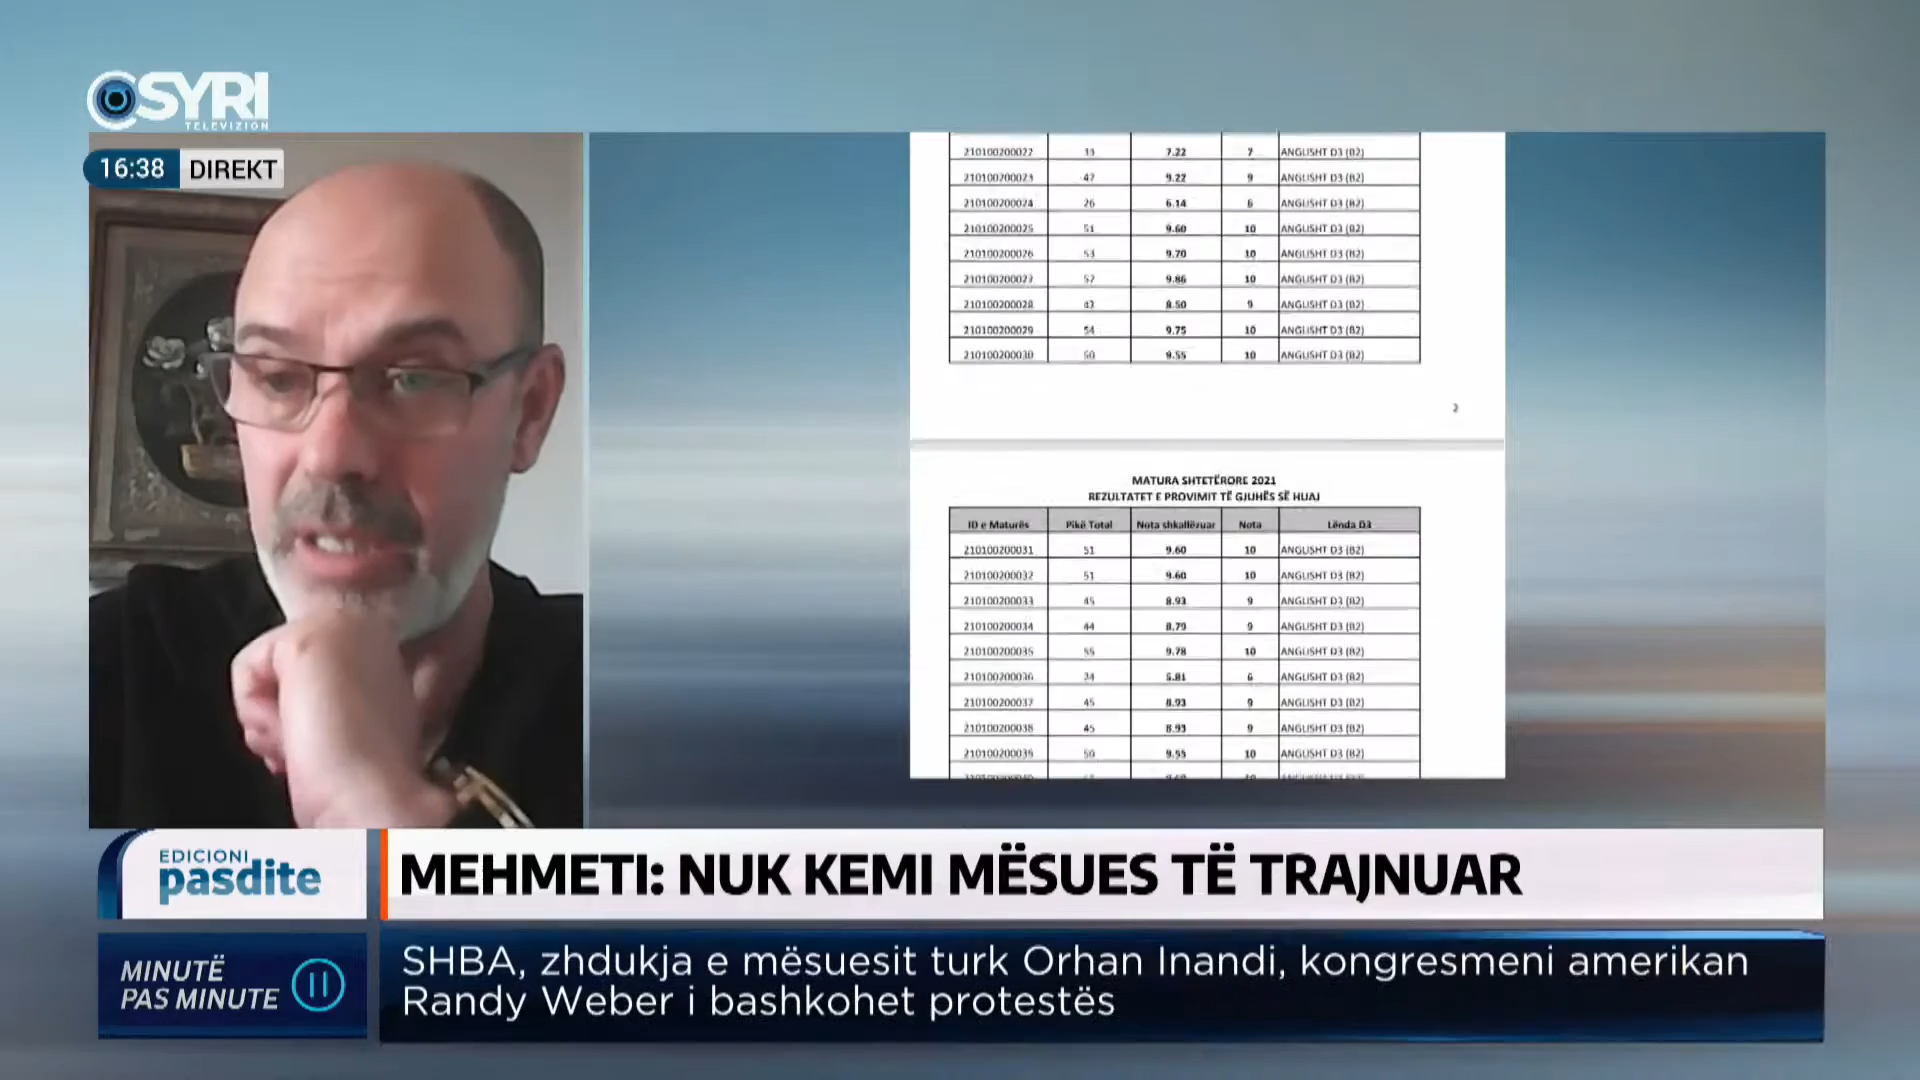 SYRI
TELEVIZION
16:38 DIREKT
210100200022 33 7.22 7 ANGLISHT D3 (B2)
210100200023 47 9.22 9 ANGLISHT D3 (B2)
210100200024 26 6.14 6 ANGLISHT D3 (B2)
210100200025 51 9.60 10 ANGLISHT D3 (B2)
210100200026 53 9.70 10 ANGLISHT D3 (B2)
210100200027 57 9.86 10 ANGLISHT D3 (B2)
210100200028 8.50 9 ANGLISHT D3 (B2)
210100200029 54 9.75 10 ANGLISHT D3 (B2)
210100200030 50 9.55 10 ANGLISHT D3 (B2)
2
MATURA SHTETËRORE 2021
REZULTATET E PROVIMIT TË GJUHËS SË HUAJ
ID e Maturës Pikë Total Nota shkallëzuar Nota Lënda D3
210100200031 51 9.60 10 ANGLISHT D3 (B2)
210100200032 51 9.60 10 ANGLISHT D3 (B2)
210100200033 45 8.93 9 ANGLISHT D3 (B2)
210100200034 44 8.79 9 ANGLISHT D3 (B2)
210100200035 55 9.78 10 ANGLISHT D3 (B2)
210100200036 24 5.81 6 ANGLISHT D3 (B2)
210100200037 45 8.93 9 ANGLISHT D3 (B2)
210100200038 45 8.93 9 ANGLISHT D3 (B2)
210100200039 50 9.55 10 ANGLISHT D3 (B2)
EDICIONI
pasdite
MEHMETI: NUK KEMI MËSUES TË TRAJNUAR
MINUTË
PAS MINUTE
SHBA, zhdukja e mësuesit turk Orhan Inandi, kongresmeni amerikan
Randy Weber i bashkohet protestës